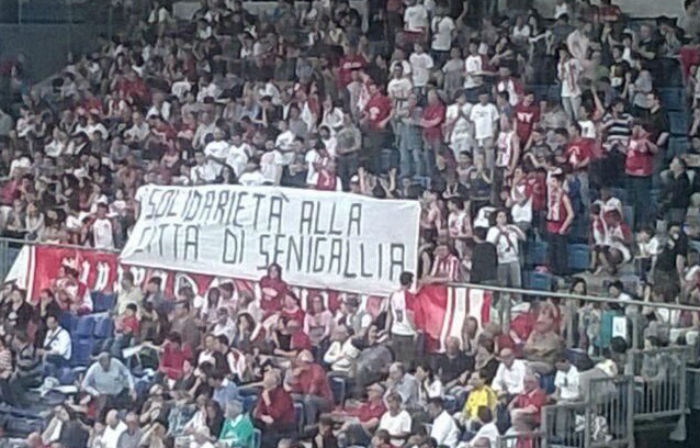 SOLIDARIETÀ ALLA
CITTÀ DI SENIGALLIA